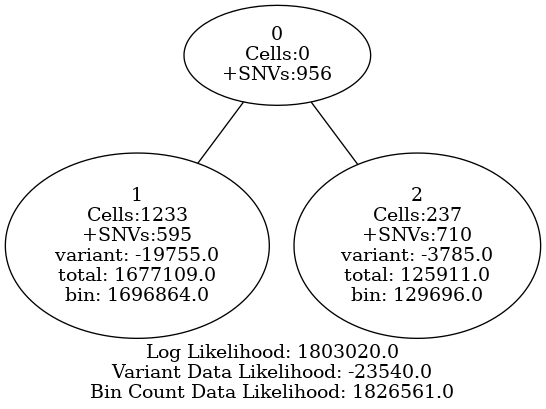 0
Cells:0
+SNVs:956
1
Cells:1233
+SNVs:595
variant: -19755.0
total: 1677109.0
bin: 1696864.0
2
Cells:237
+SNVs:710
variant: -3785.0
total: 125911.0
bin: 129696.0
Log Likelihood: 1803020.0
Variant Data Likelihood: -23540.0
Bin Count Data Likelihood: 1826561.0